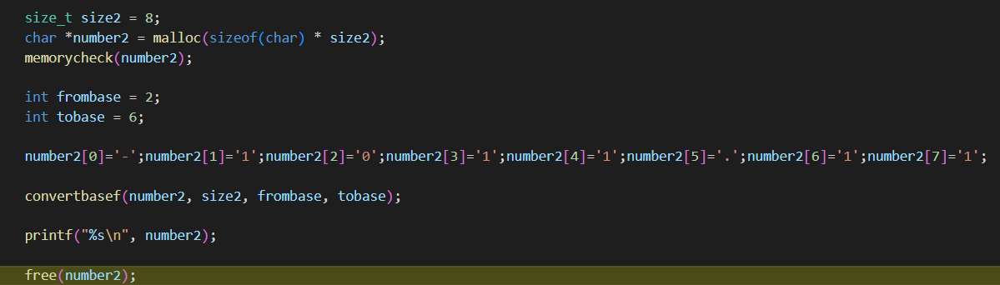 size_t size2 = 8;
char *number2 = malloc(sizeof(char) * size2);
memorycheck(number2);
int frombase = 2;
int tobase = 6;
number2[0]='-';number2[1]='1';number2[2]='0';number2[3]='1';number2[4]='1';number2[5]='.';number2[6]='1';number2[7]='1';
convertbasef(number2, size2, frombase, tobase);
printf("%s\n", number2);
free(number2);